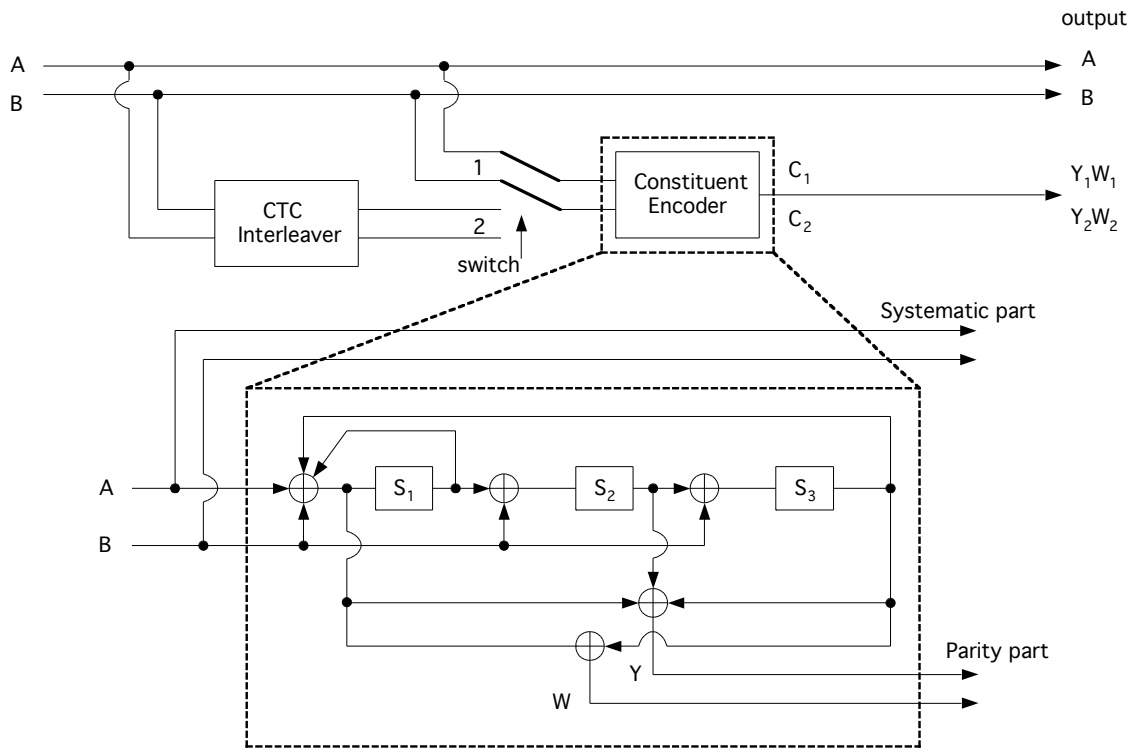 output
A
A
B
B
1
Constituent
Encoder
C1
Y1W1
CTC
Interleaver
2
C2
Y2W2
switch
Systematic part
A
S1
S2
S3
B
Parity part
Y
W